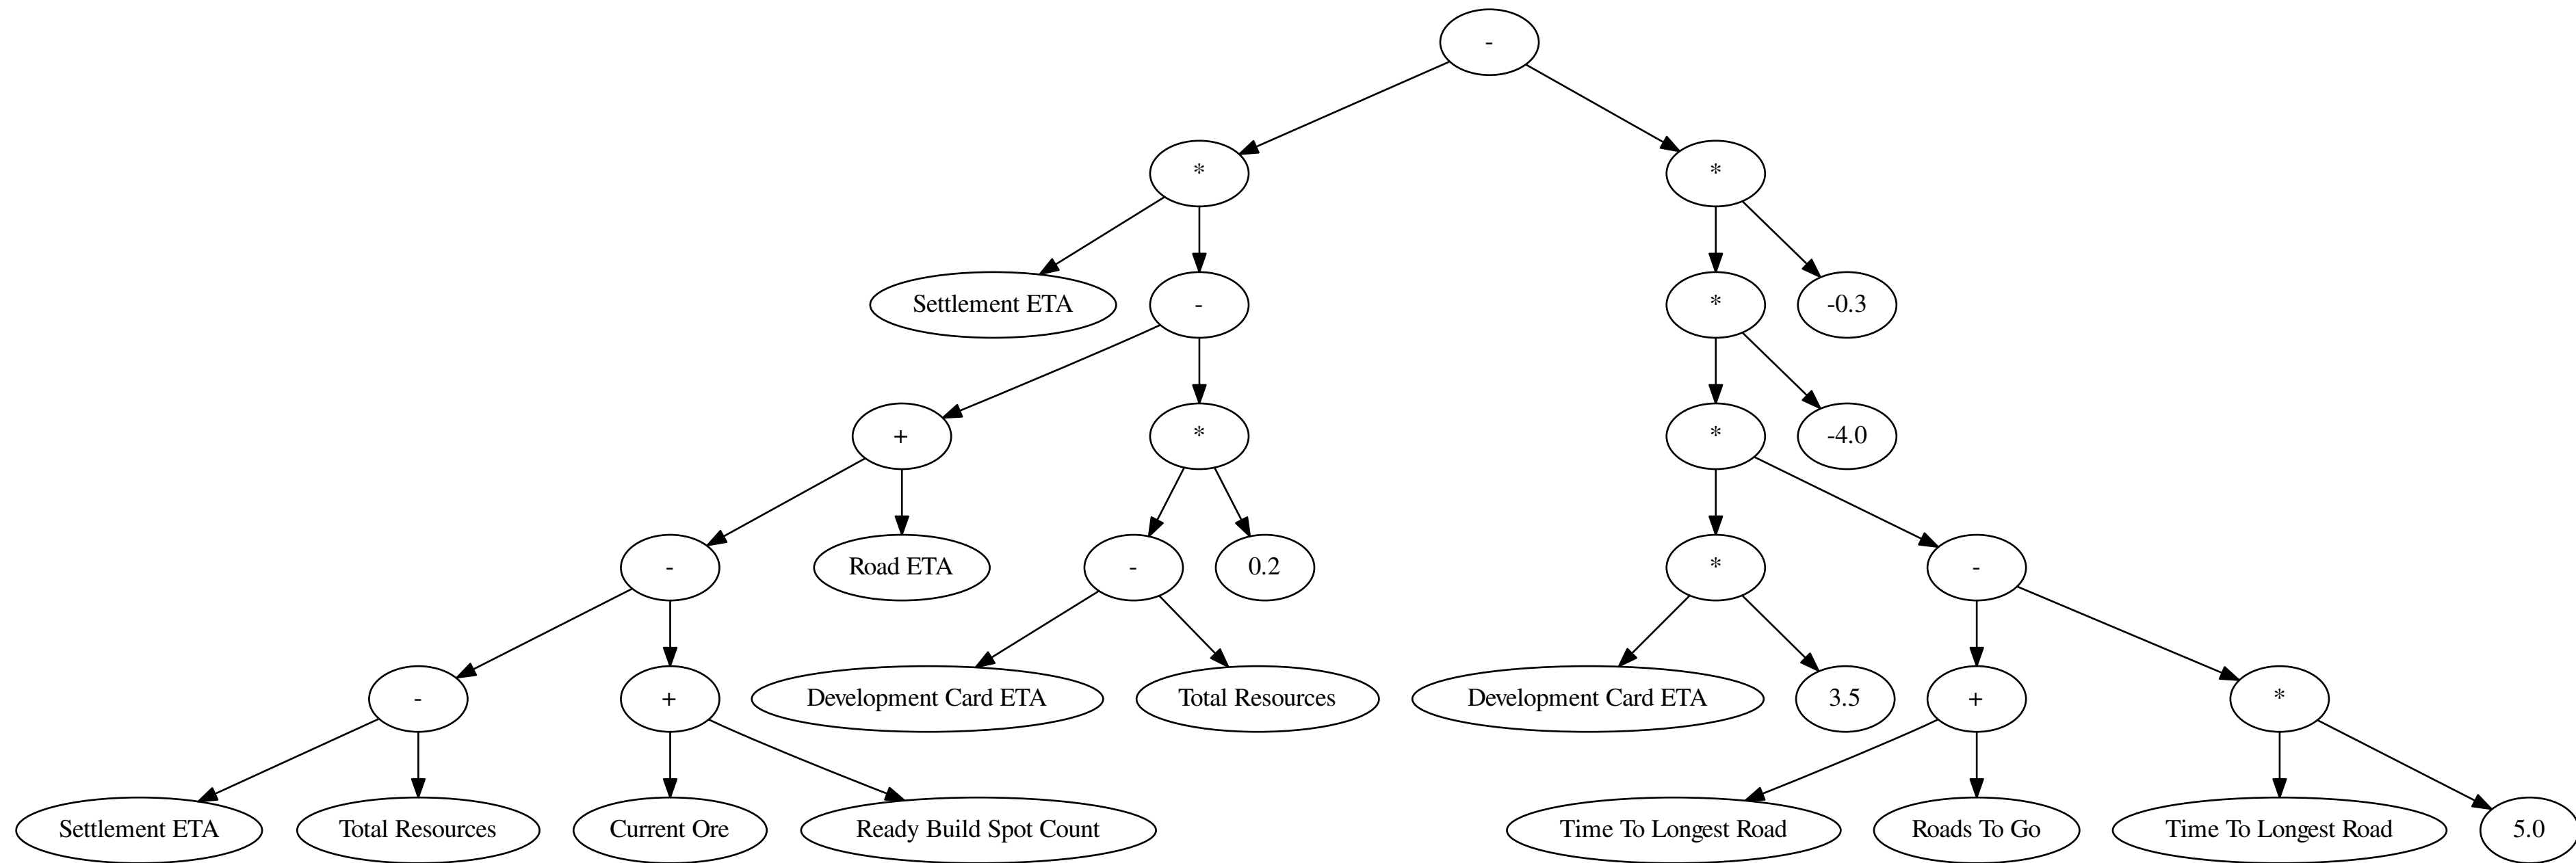 -
* *
Settlement ETA - * -0.3
+ * * -4.0
- Road ETA - 0.2 * -
- + Development Card ETA Total Resources Development Card ETA 3.5 + *
Settlement ETA Total Resources Current Ore Ready Build Spot Count Time To Longest Road Roads To Go Time To Longest Road 5.0